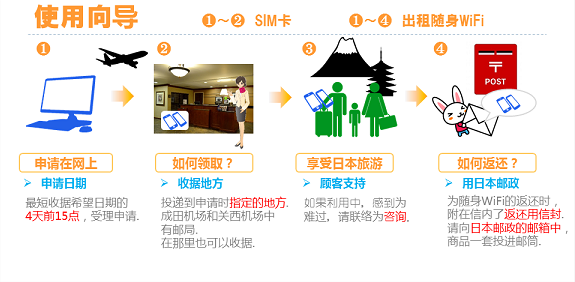 使用向导
❶～❷ SIM卡
❶～❹ 出租随身WiFi
❶
❷
❸
❹
POST
申请在网上
如何领取？
享受日本旅游
如何返还？
➢ 申请日期
最短收据希望日期的
4天前15点，受理申请.
➢ 收据地方
投递到申请时指定的地方.
成田机场和关西机场中
有邮局.
在那里也可以收据.
➢ 顾客支持
如果利用中，感到为
难过，请联络为咨询.
➢ 用日本邮政
为随身WiFi的返还时，
附在信内了返还用信封.
请向日本邮政的邮箱中，
商品一套投进邮筒.